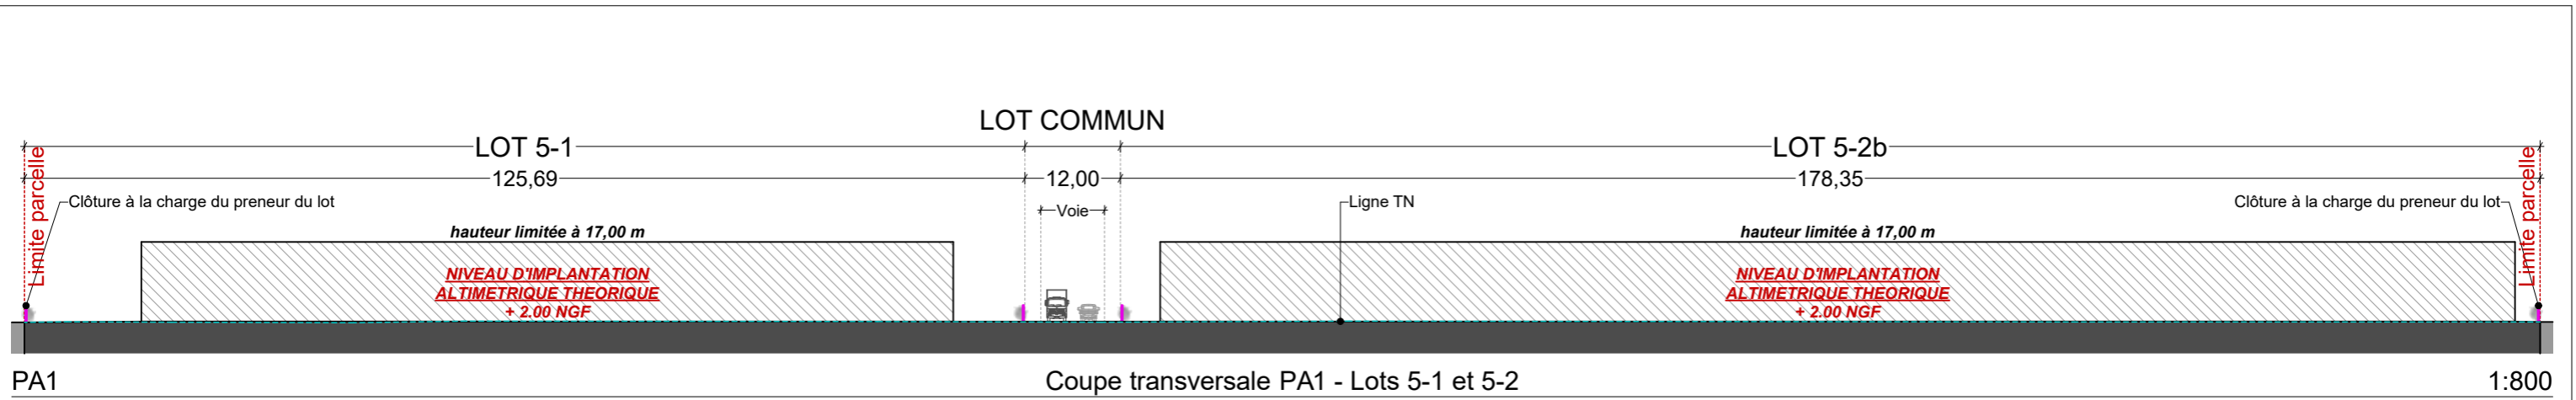 LOT COMMUN
LOT 5-1
LOT 5-2b
125,69
12,00
178,35
Limite parcelle
Clôture à la charge du preneur du lot
Voie
Ligne TN
Clôture à la charge du preneur du lot
Limite parcelle
hauteur limitée à 17,00 m
hauteur limitée à 17,00 m
NIVEAU D'IMPLANTATION
ALTIMETRIQUE THEORIQUE
+ 2.00 NGF
NIVEAU D'IMPLANTATION
ALTIMETRIQUE THEORIQUE
+ 2.00 NGF
PA1
Coupe transversale PA1 - Lots 5-1 et 5-2
1:800